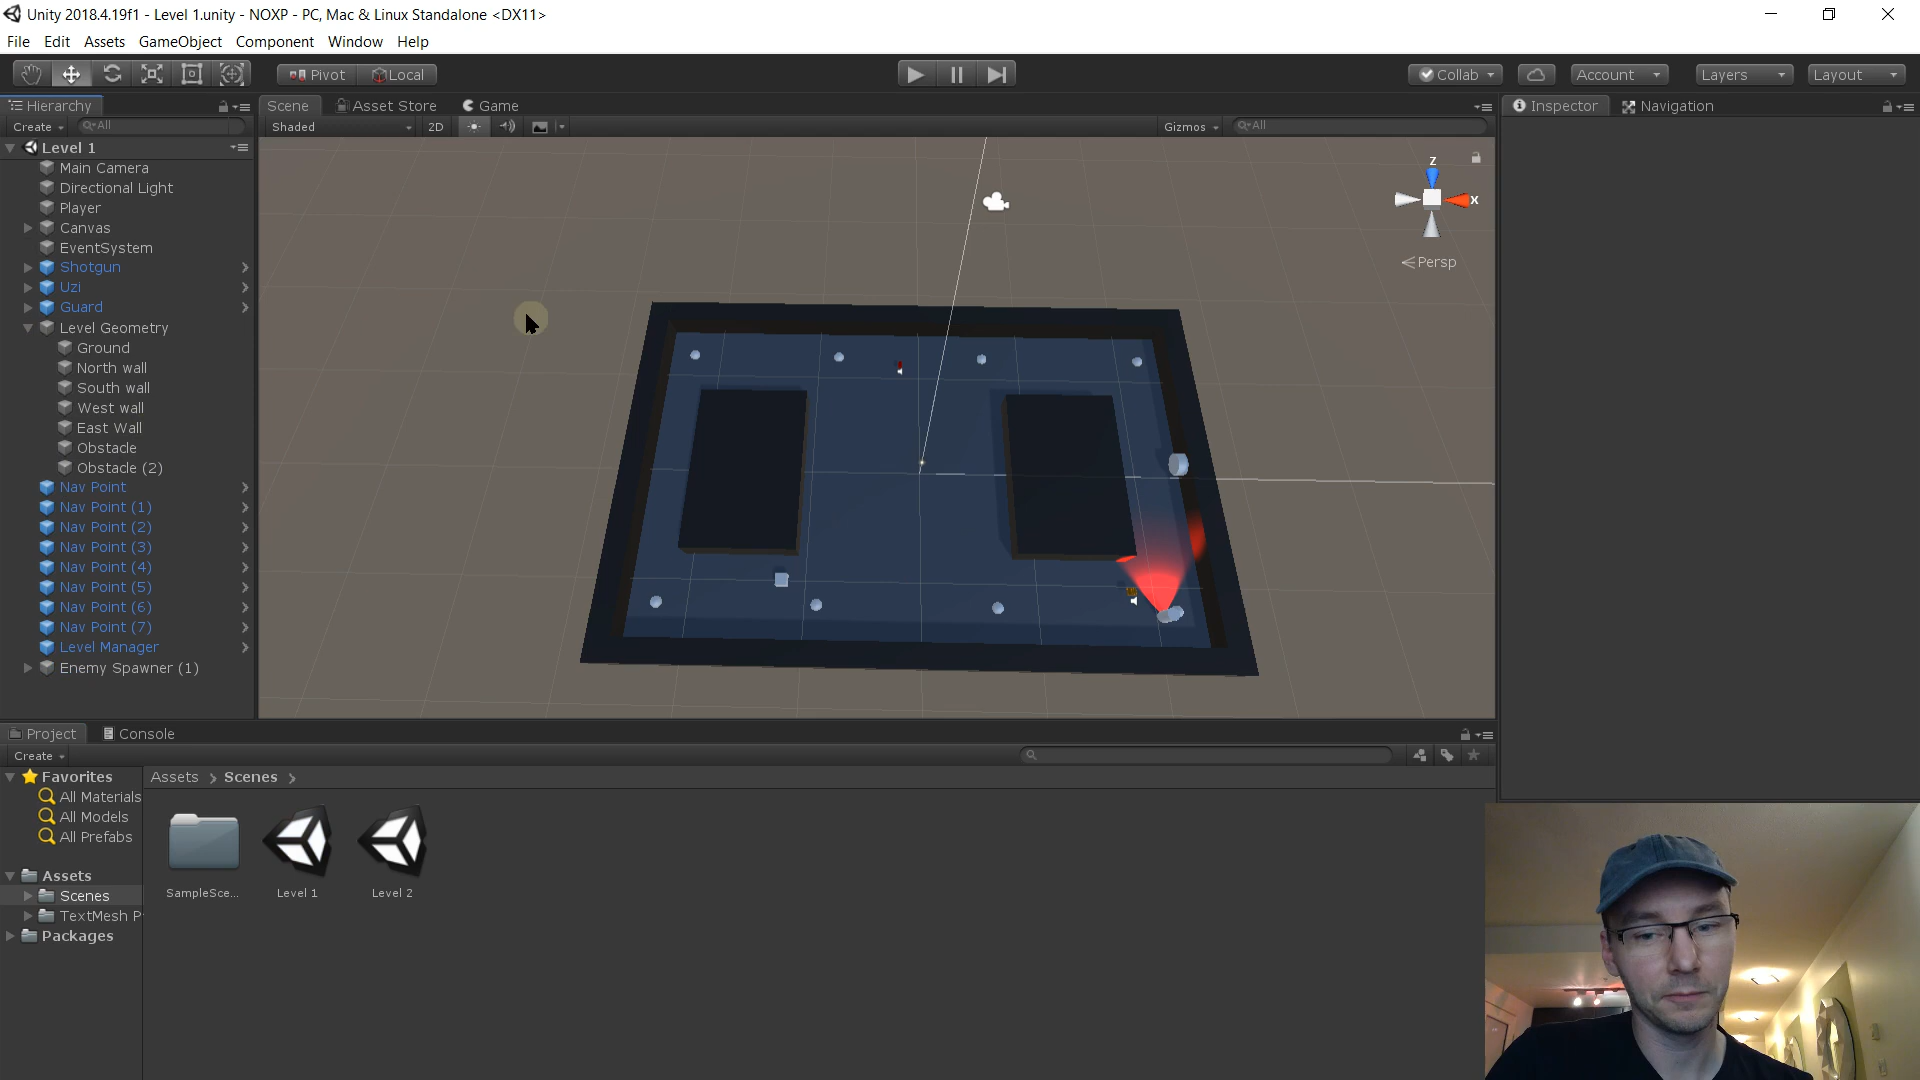 Unity 2018.4.19f1 - Level 1.unity - NOXP - PC, Mac & Linux Standalone <DX11>
File Edit Assets GameObject Component Window Help
Pivot Local Collab Account Layers Layout
Hierarchy Scene Asset Store Game Inspector Navigation
Create All Shaded 2D Gizmos All
Level 1
Main Camera
Directional Light
Player
Canvas
EventSystem
Shotgun
Uzi
Guard
Level Geometry
Ground
North wall
South wall
West wall
East Wall
Obstacle
Obstacle (2)
Nav Point
Nav Point (1)
Nav Point (2)
Nav Point (3)
Nav Point (4)
Nav Point (5)
Nav Point (6)
Nav Point (7)
Level Manager
Enemy Spawner (1)
z
x
Persp
Project Console
Create
Favorites
All Materials
All Models
All Prefabs
Assets
Scenes
TextMesh P
Packages
Assets Scenes
SampleSce...
Level 1
Level 2